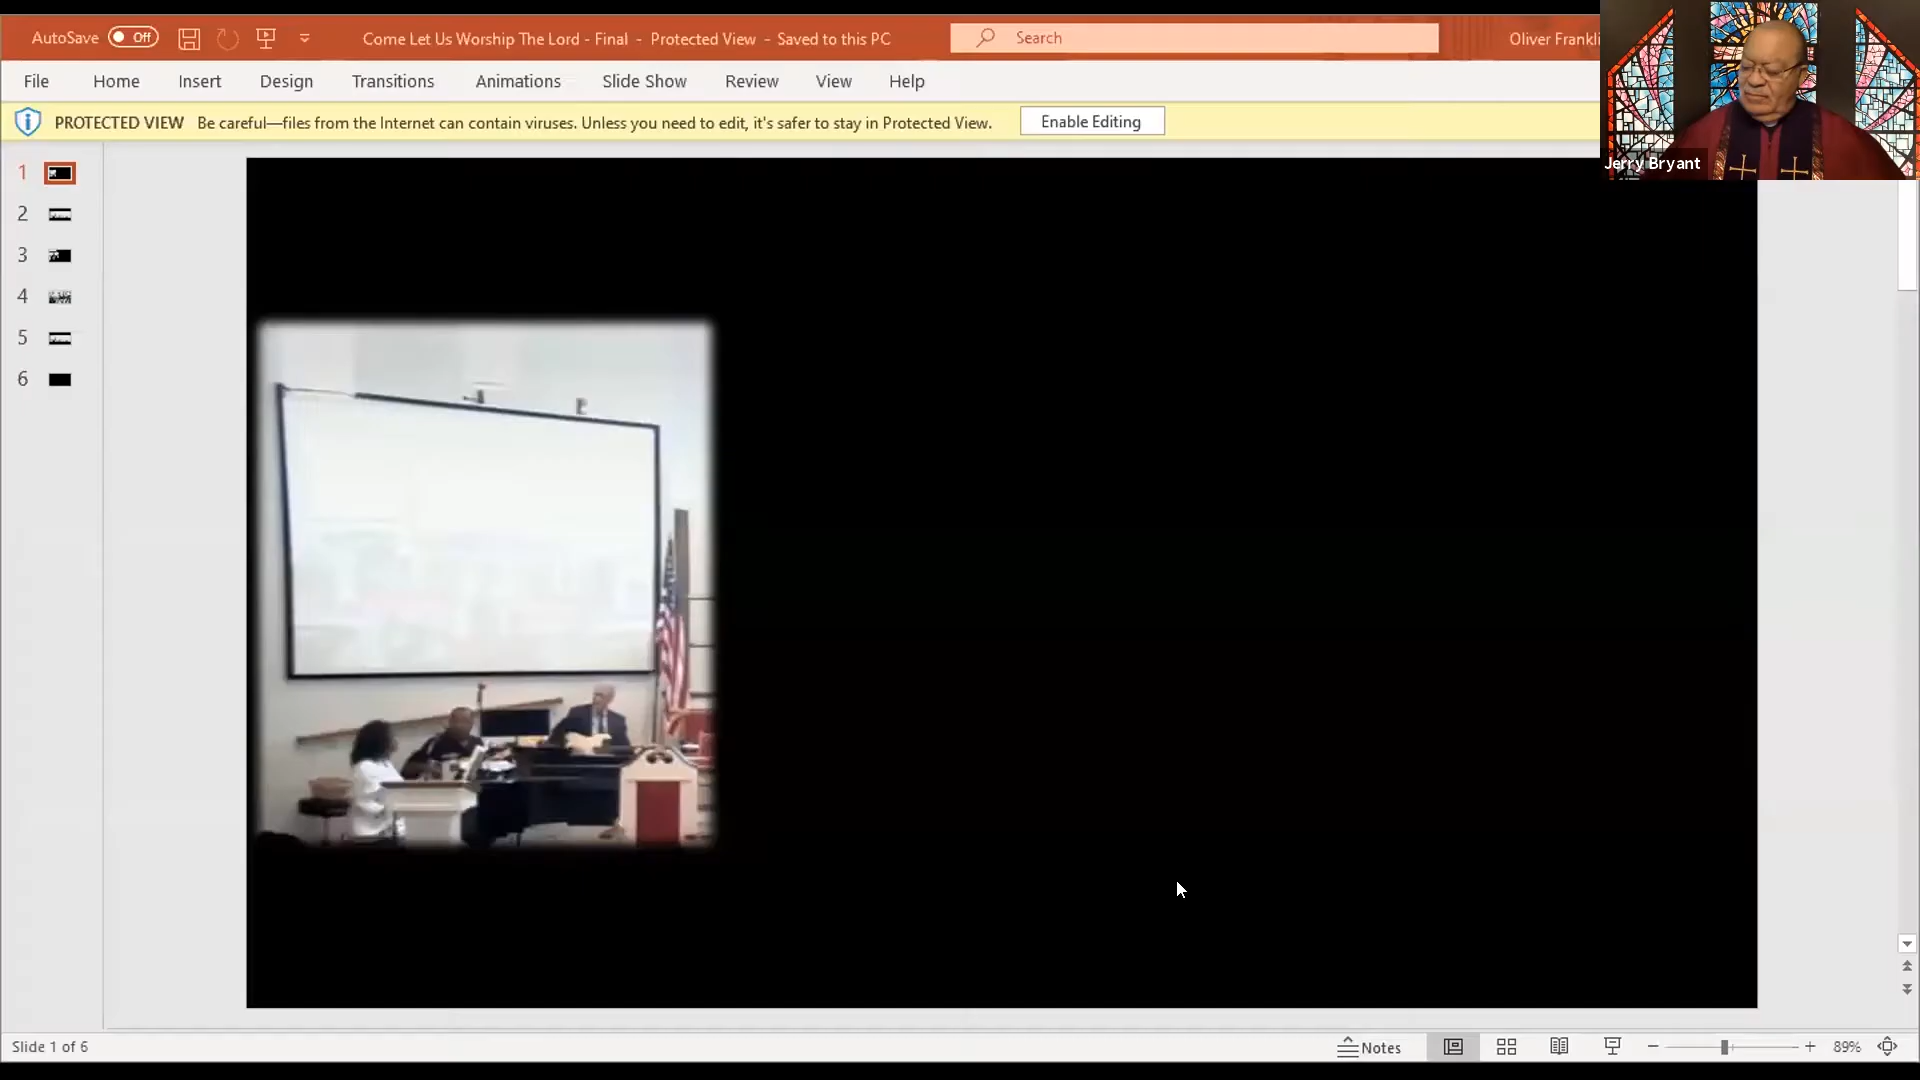 AutoSave Off Come Let Us Worship The Lord - Final - Protected View - Saved to this PC Search Oliver Frankli
File Home Insert Design Transitions Animations Slide Show Review View Help
PROTECTED VIEW Be careful—files from the Internet can contain viruses. Unless you need to edit, it's safer to stay in Protected View. Enable Editing
Jerry Bryant
1
2
3
4
5
6
Slide 1 of 6 Notes 89%